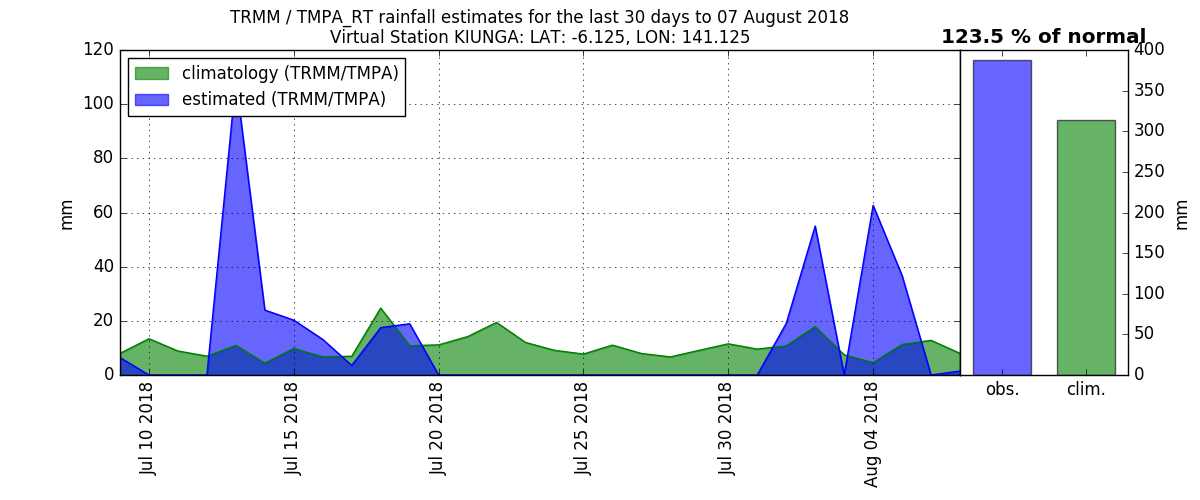 TRMM / TMPA_RT rainfall estimates for the last 30 days to 07 August 2018
Virtual Station KIUNGA: LAT: -6.125, LON: 141.125
123.5 % of normal
climatology (TRMM/TMPA)
estimated (TRMM/TMPA)
120
100
80
60
40
20
0
mm
Jul 10 2018
Jul 15 2018
Jul 20 2018
Jul 25 2018
Jul 30 2018
Aug 04 2018
obs.
clim.
400
350
300
250
200
150
100
50
0
mm